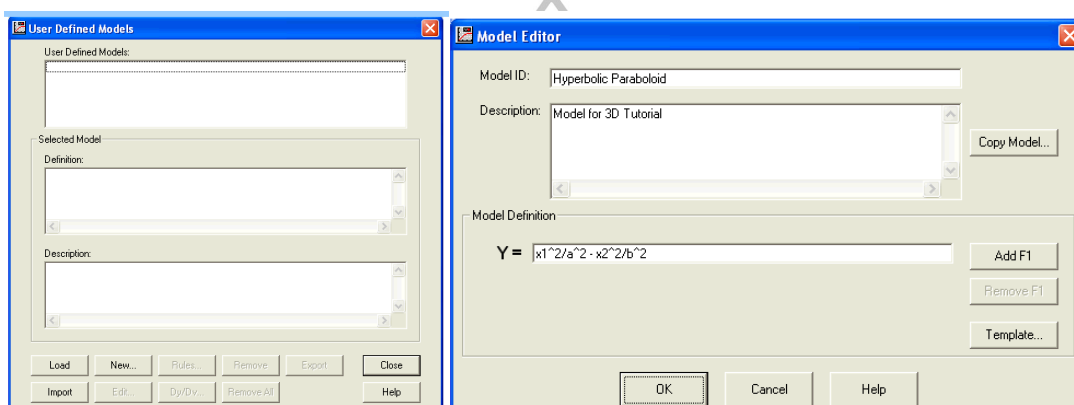 User Defined Models
User Defined Models:
Selected Model
Definition:
Description:
Load New... Rules... Remove Export Close
Import Edit... Dy/Dv... Remove All Help
Model Editor
Model ID: Hyperbolic Paraboloid
Description: Model for 3D Tutorial
Copy Model...
Model Definition
Y = x1^2/a^2 - x2^2/b^2
Add F1
Remove F1
Template...
OK Cancel Help